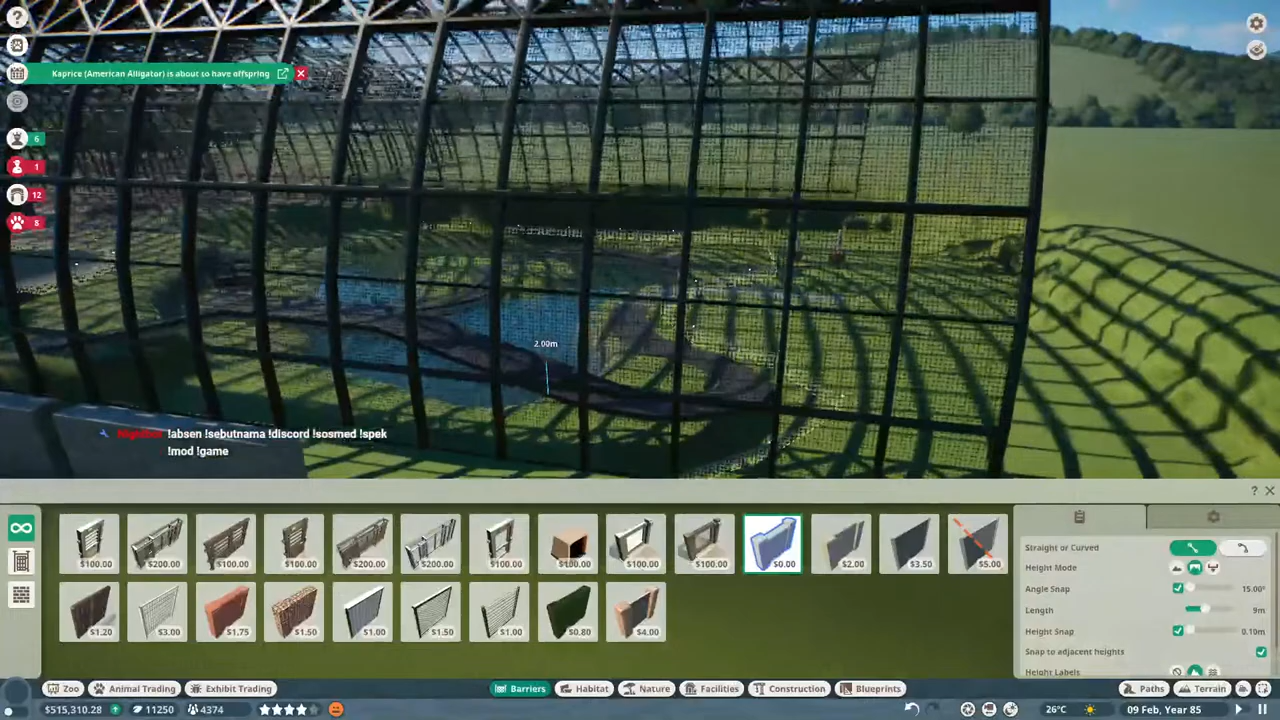 Kaprice (American Alligator) is about to have offspring
6
1
12
8
2.00m
!absen !sebutnama !discord !sosmed !spek
!mod !game
? ×
$100.00 $200.00 $100.00 $100.00 $200.00 $200.00 $100.00 $100.00 $100.00 $100.00 $0.00 $2.00 $3.50 $5.00
$1.20 $3.00 $1.75 $1.50 $1.00 $1.50 $1.00 $0.80 $4.00
Straight or Curved
Height Mode
Angle Snap 15.00°
Length 9m
Height Snap 0.10m
Snap to adjacent heights
Height Labels
Zoo Animal Trading Exhibit Trading Barriers Habitat Nature Facilities Construction Blueprints Paths Terrain
$515,310.28 11250 4374 26°C 09 Feb, Year 85